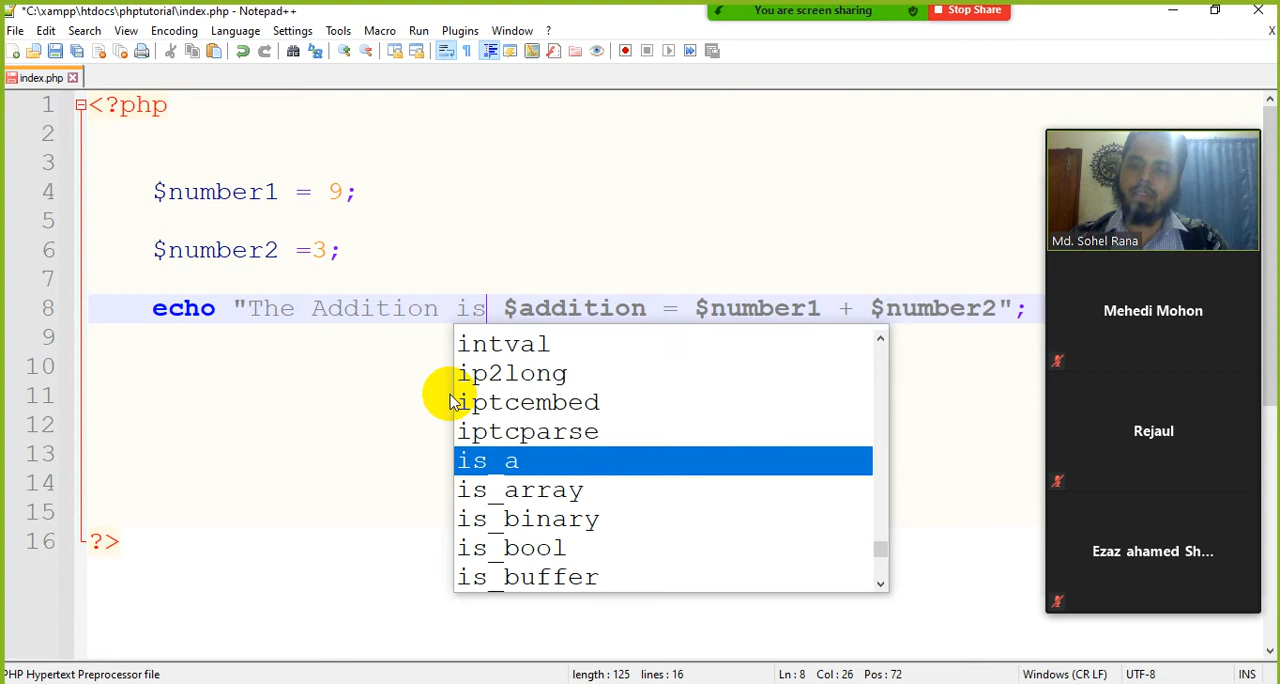 *C:\xampp\htdocs\phptutorial\index.php - Notepad++
You are screen sharing
Stop Share
File Edit Search View Encoding Language Settings Tools Macro Run Plugins Window ?
X
index.php
1 <?php
2
3
4 $number1 = 9;
5
6 $number2 =3;
7
8 echo "The Addition is $addition = $number1 + $number2";
9
10
11
12
13
14
15
16 ?>
intval
ip2long
iptcembed
iptcparse
is_a
is_array
is_binary
is_bool
is_buffer
Md. Sohel Rana
Mehedi Mohon
Rejaul
Ezaz ahamed Sh...
PHP Hypertext Preprocessor file length : 125 lines : 16 Ln : 8 Col : 26 Pos : 72 Windows (CR LF) UTF-8 INS